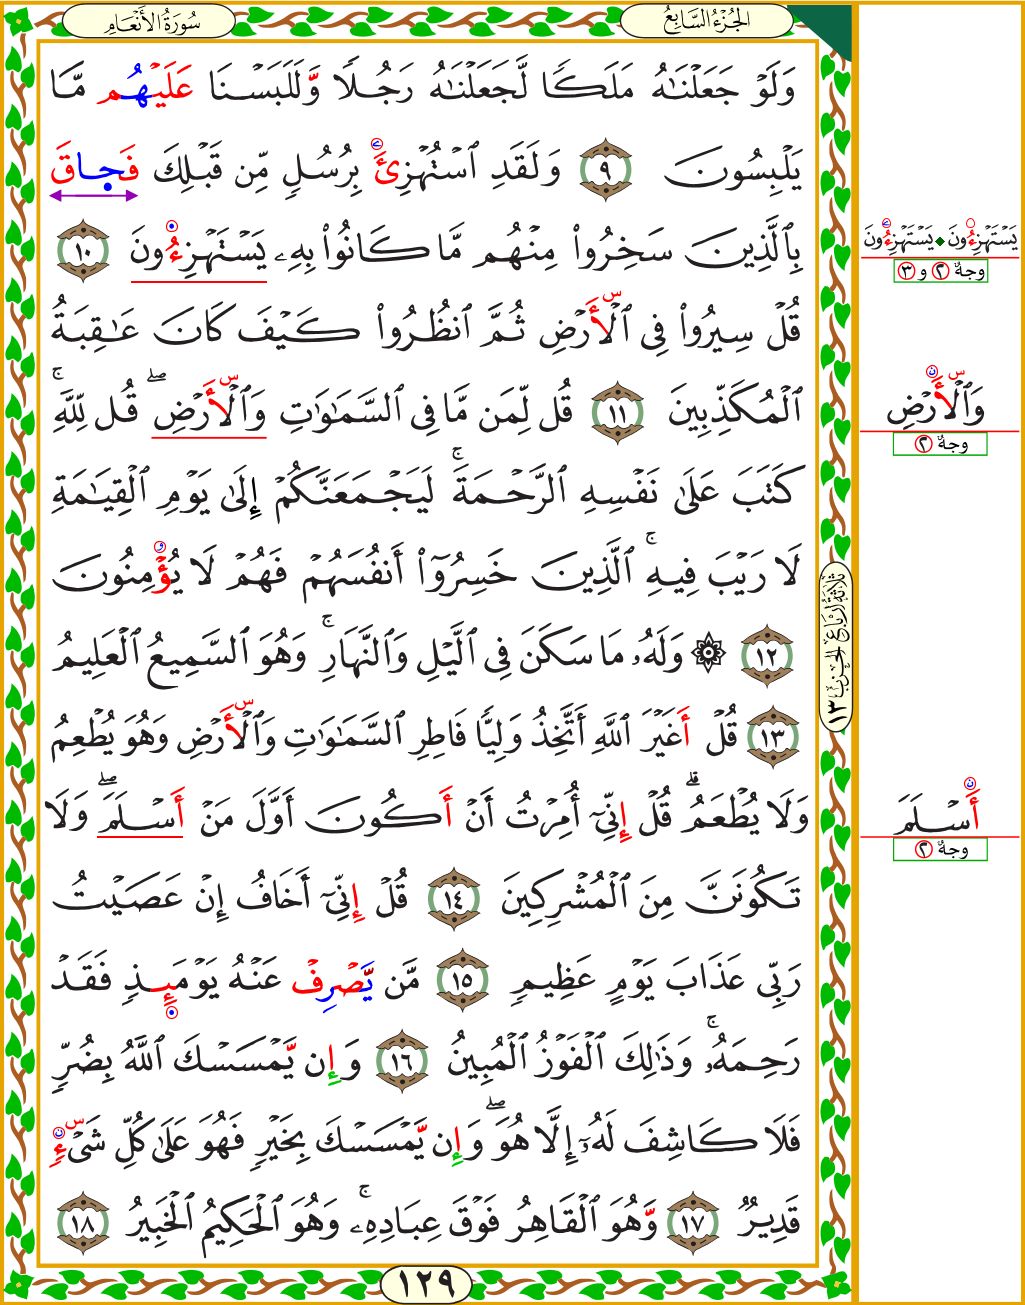 سُورَةُ الأَنْعَامِ
الجُزْءُ السَّابِعُ
وَلَوْ جَعَلْنَٰهُ مَلَكًا لَّجَعَلْنَٰهُ رَجُلًا وَّلَلَبَسْنَا عَلَيْهُم مَّا
يَلْبِسُونَ ٩ وَلَقَدِ ٱسْتُهْزِئَ بِرُسُلٍ مِّن قَبْلِكَ فَحَاقَ
بِٱلَّذِينَ سَخِرُوا۟ مِنْهُم مَّا كَانُوا۟ بِهِۦ يَسْتَهْزِءُونَ ١٠
قُلْ سِيرُوا۟ فِى ٱلْأَرْضِ ثُمَّ ٱنظُرُوا۟ كَيْفَ كَانَ عَٰقِبَةُ
ٱلْمُكَذِّبِينَ ١١ قُل لِّمَن مَّا فِى ٱلسَّمَٰوَٰتِ وَٱلْأَرْضِ ۖ قُل لِّلَّهِ ۚ
كَتَبَ عَلَىٰ نَفْسِهِ ٱلرَّحْمَةَ ۚ لَيَجْمَعَنَّكُمْ إِلَىٰ يَوْمِ ٱلْقِيَٰمَةِ
لَا رَيْبَ فِيهِ ۚ ٱلَّذِينَ خَسِرُوٓا۟ أَنفُسَهُمْ فَهُمْ لَا يُؤْمِنُونَ
١٢ ۞ وَلَهُۥ مَا سَكَنَ فِى ٱلَّيْلِ وَٱلنَّهَارِ ۚ وَهُوَ ٱلسَّمِيعُ ٱلْعَلِيمُ
١٣ قُلْ أَغَيْرَ ٱللَّهِ أَتَّخِذُ وَلِيًّا فَاطِرِ ٱلسَّمَٰوَٰتِ وَٱلْأَرْضِ وَهُوَ يُطْعِمُ
وَلَا يُطْعَمُ ۗ قُلْ إِنِّىٓ أُمِرْتُ أَنْ أَكُونَ أَوَّلَ مَنْ أَسْلَمَ ۖ وَلَا
تَكُونَنَّ مِنَ ٱلْمُشْرِكِينَ ١٤ قُلْ إِنِّىٓ أَخَافُ إِنْ عَصَيْتُ
رَبِّى عَذَابَ يَوْمٍ عَظِيمٍ ١٥ مَّن يَّصْرِفْ عَنْهُ يَوْمَئِذٍ فَقَدْ
رَحِمَهُۥ ۚ وَذَٰلِكَ ٱلْفَوْزُ ٱلْمُبِينُ ١٦ وَإِن يَّمْسَسْكَ ٱللَّهُ بِضُرٍّ
فَلَا كَاشِفَ لَهُۥٓ إِلَّا هُوَ ۖ وَإِن يَّمْسَسْكَ بِخَيْرٍ فَهُوَ عَلَىٰ كُلِّ شَىْءٍ
قَدِيرٌ ١٧ وَّهُوَ ٱلْقَاهِرُ فَوْقَ عِبَادِهِۦ ۚ وَهُوَ ٱلْحَكِيمُ ٱلْخَبِيرُ ١٨
١٢٩
ثَلَاثَةُ أَرْبَاعِ الحِزْبِ ١٣
يَسْتَهْزِءُونَ ◆ يَسْتَهْزِءُونَ
وجهٌ ٢ و ٣
وَٱلْأَرْضِ
وجهٌ ٢
أَسْلَمَ
وجهٌ ٢